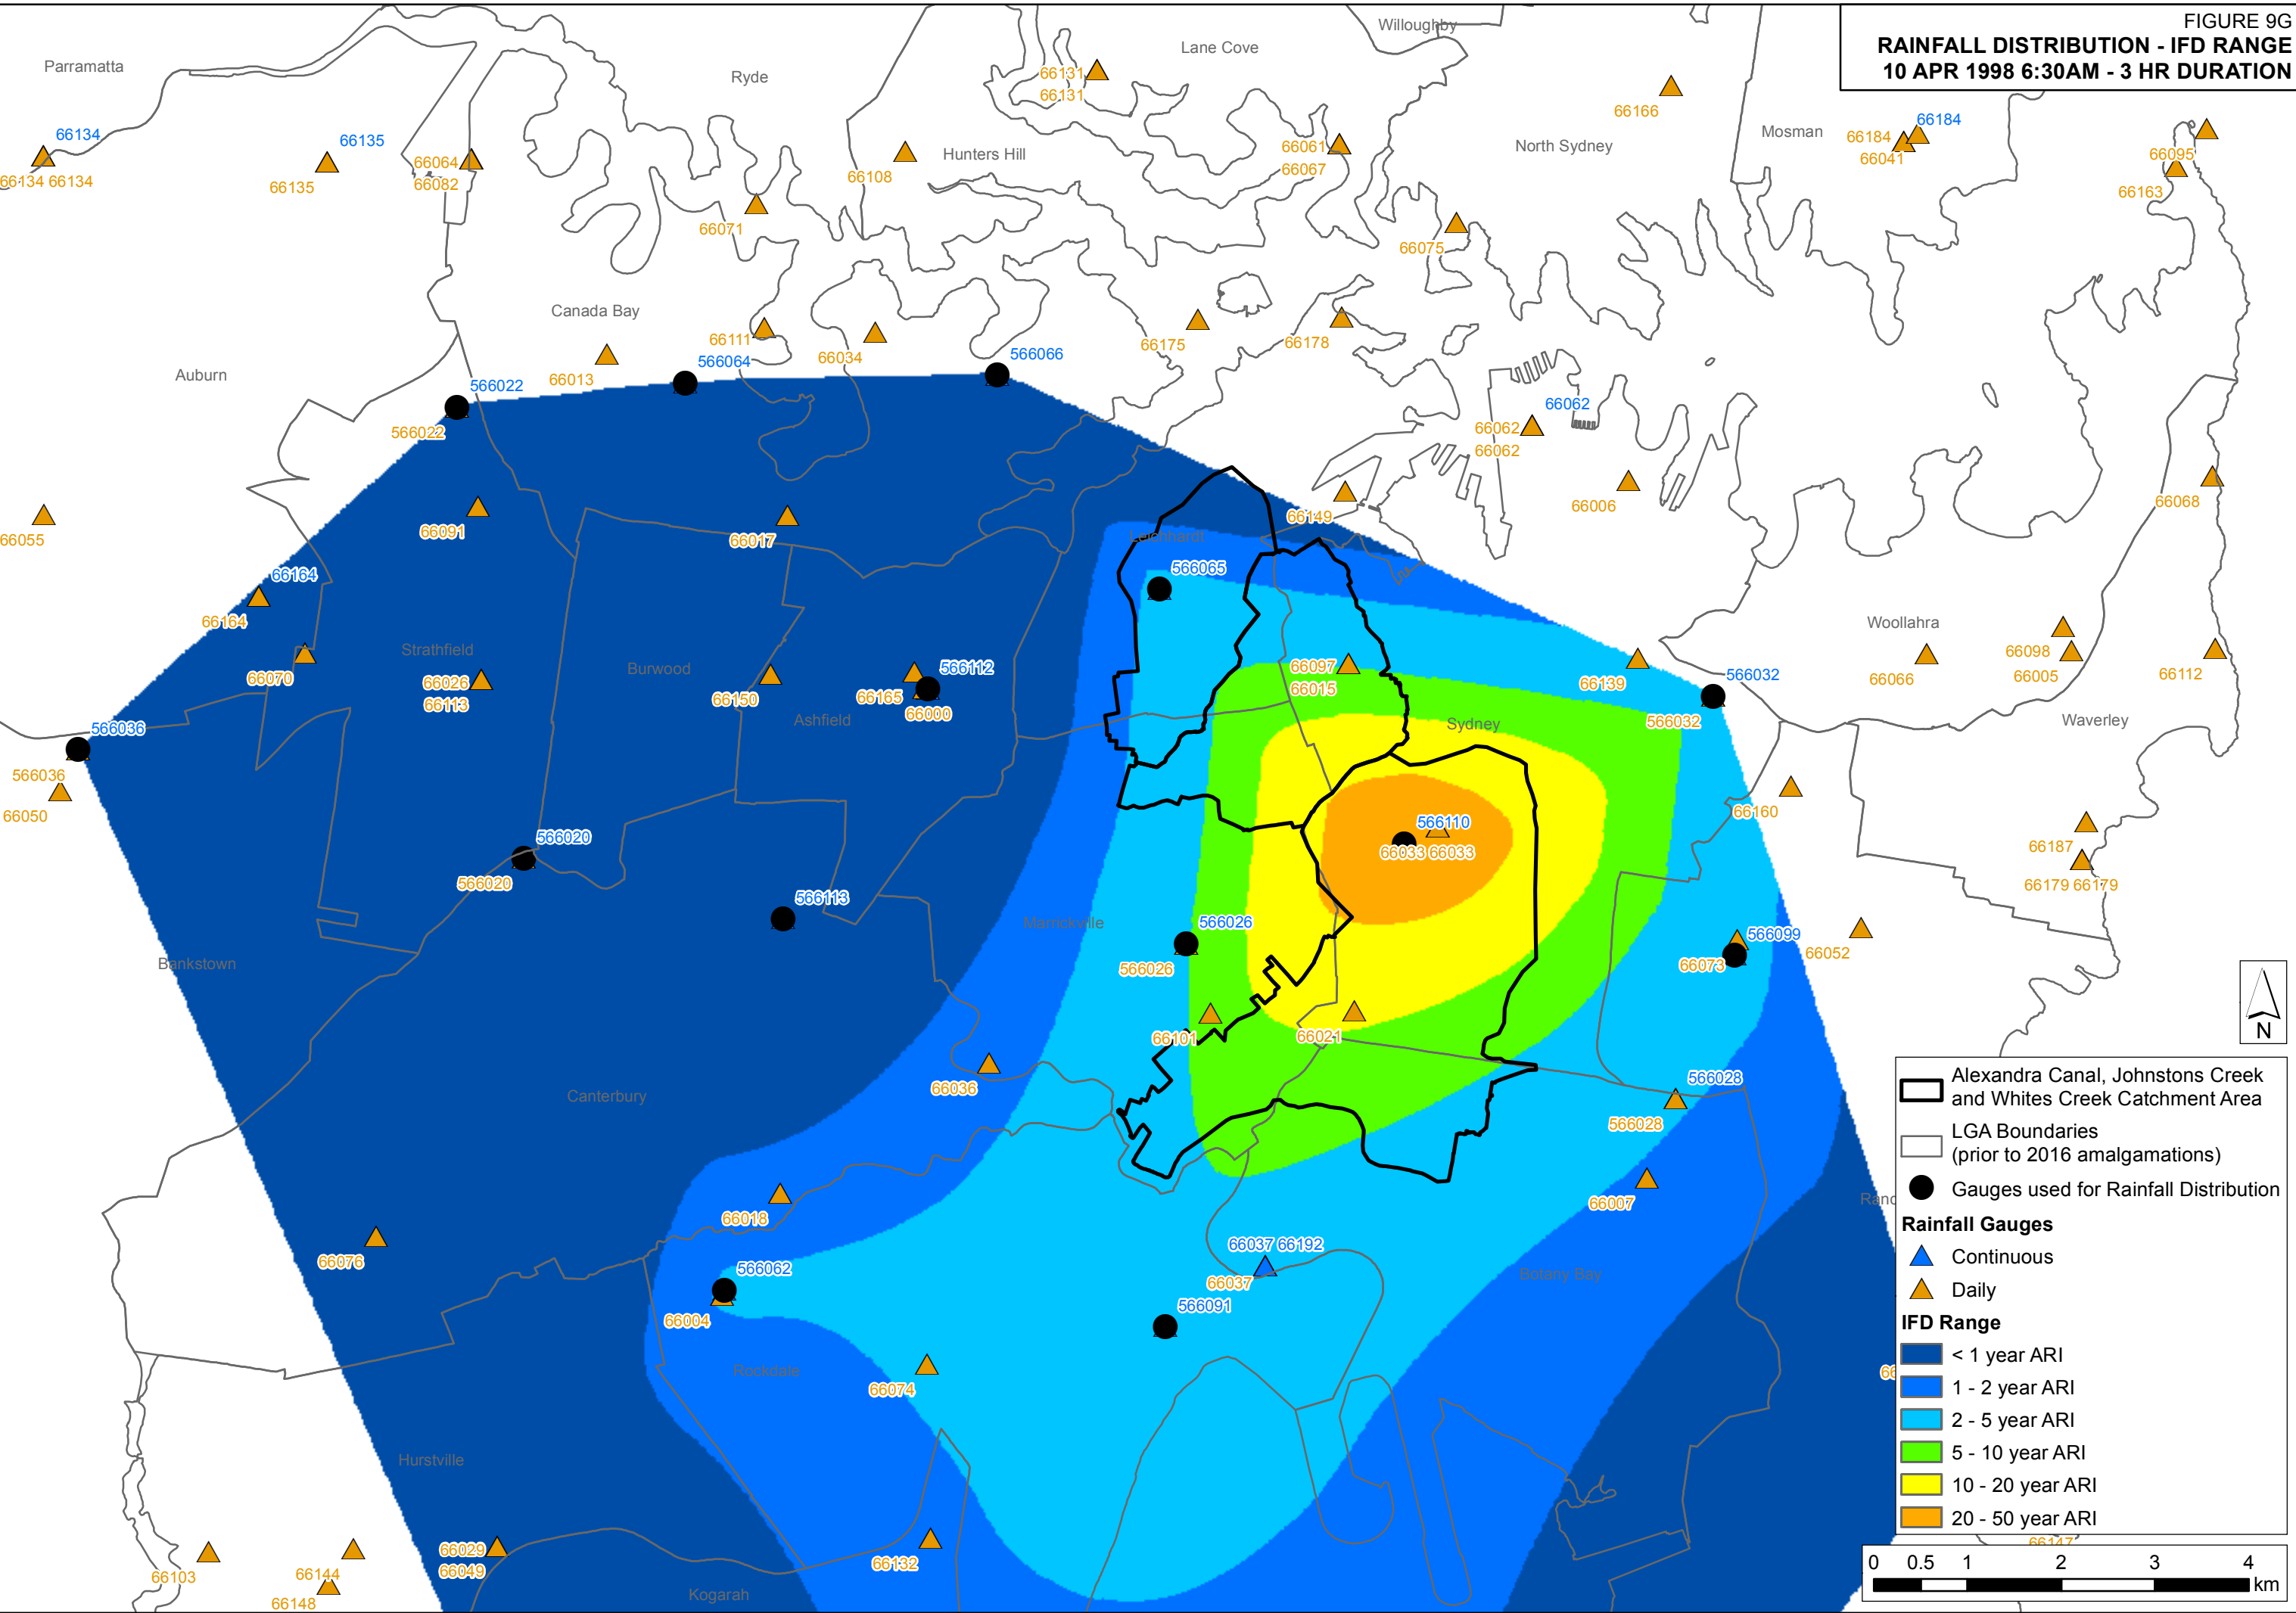 FIGURE 9G
RAINFALL DISTRIBUTION - IFD RANGE
10 APR 1998 6:30AM - 3 HR DURATION
Willoughby
Lane Cove
Parramatta
Ryde
66131
66131
66166
66134
66135
66184
66184
Mosman
66041
66064
66082
66061
66067
North Sydney
Hunters Hill
66095
66134 66134
66135
66108
66163
66071
66075
Canada Bay
66111
66034
66175
66178
566064
566066
Auburn
66013
566022
66062
566022
66062
66062
66091
66017
66149
66006
66068
66055
Leichhardt
566065
66164
66164
Woollahra
Strathfield
Burwood
66070
66026
66113
66150
66165
566112
66000
66097
66015
66139
566032
66066
66098
66005
66112
Ashfield
Sydney
566032
Waverley
566036
566036
66050
566020
566020
566110
66033 66033
66160
66187
66179 66179
566113
Marrickville
566026
566026
566099
66073
66052
Bankstown
66101
66021
N
Canterbury
66036
566028
566028
66018
66007
66076
66037 66192
66037
Botany Bay
566062
66004
566091
Rockdale
66074
Hurstville
66029
66049
66132
66103
66144
66148
Kogarah
Alexandra Canal, Johnstons Creek
and Whites Creek Catchment Area
LGA Boundaries
(prior to 2016 amalgamations)
Gauges used for Rainfall Distribution
Rainfall Gauges
Continuous
Daily
IFD Range
< 1 year ARI
1 - 2 year ARI
2 - 5 year ARI
5 - 10 year ARI
10 - 20 year ARI
20 - 50 year ARI
66147
0 0.5 1 2 3 4
km